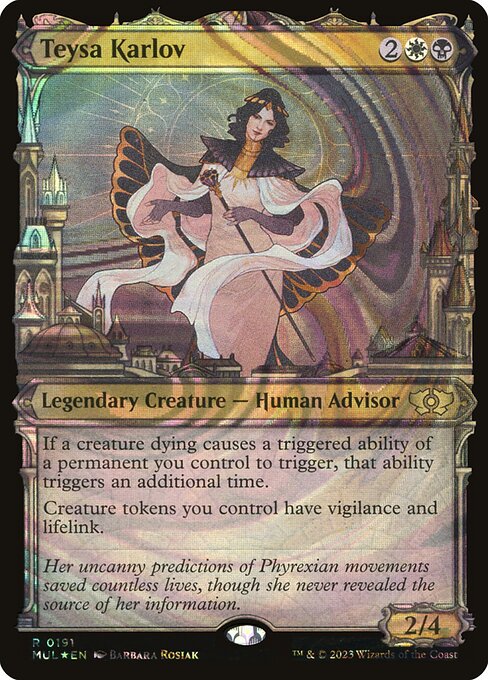 Teysa Karlov 2
Legendary Creature — Human Advisor
If a creature dying causes a triggered ability of
a permanent you control to trigger, that ability
triggers an additional time.
Creature tokens you control have vigilance and
lifelink.
Her uncanny predictions of Phyrexian movements
saved countless lives, though she never revealed the
source of her information.
2/4
R 0191
MUL★EN Barbara Rosiak ™ & © 2023 Wizards of the Coast